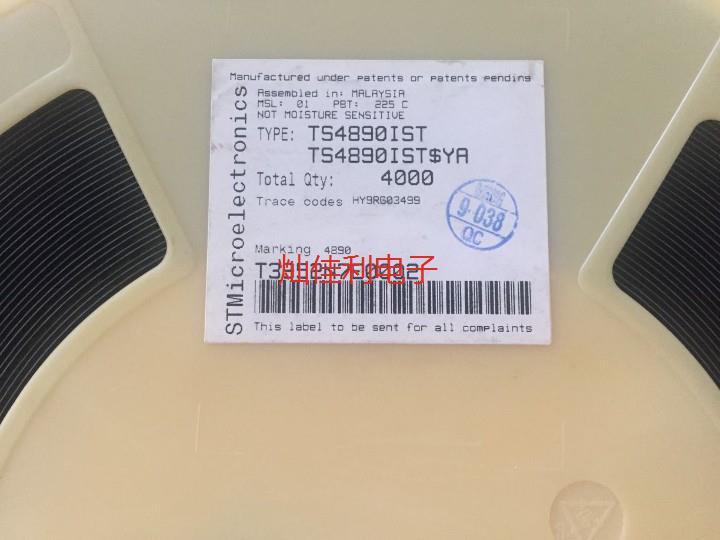 Manufactured under patents or patents pending
Assembled in: MALAYSIA
MSL: 01 PBT: 225 C
NOT MOISTURE SENSITIVE
TYPE: TS4890IST
TS4890IST$YA
Total Qty: 4000
Trace codes HY9RG03499
Marking 4890
灿佳利电子
This label to be sent for all complaints
STMicroelectronics
9-038
QC